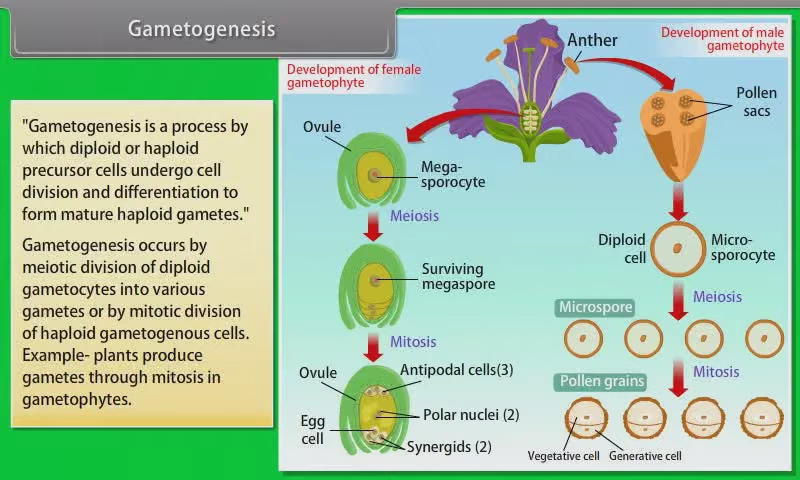 Gametogenesis
"Gametogenesis is a process by
which diploid or haploid
precursor cells undergo cell
division and differentiation to
form mature haploid gametes."
Gametogenesis occurs by
meiotic division of diploid
gametocytes into various
gametes or by mitotic division
of haploid gametogenous cells.
Example- plants produce
gametes through mitosis in
gametophytes.
Development of female
gametophyte
Ovule
Mega-
sporocyte
Meiosis
Surviving
megaspore
Mitosis
Ovule
Antipodal cells(3)
Polar nuclei (2)
Egg
cell
Synergids (2)
Anther
Development of male
gametophyte
Pollen
sacs
Diploid
cell
Micro-
sporocyte
Meiosis
Microspore
Mitosis
Pollen grains
Vegetative cell
Generative cell